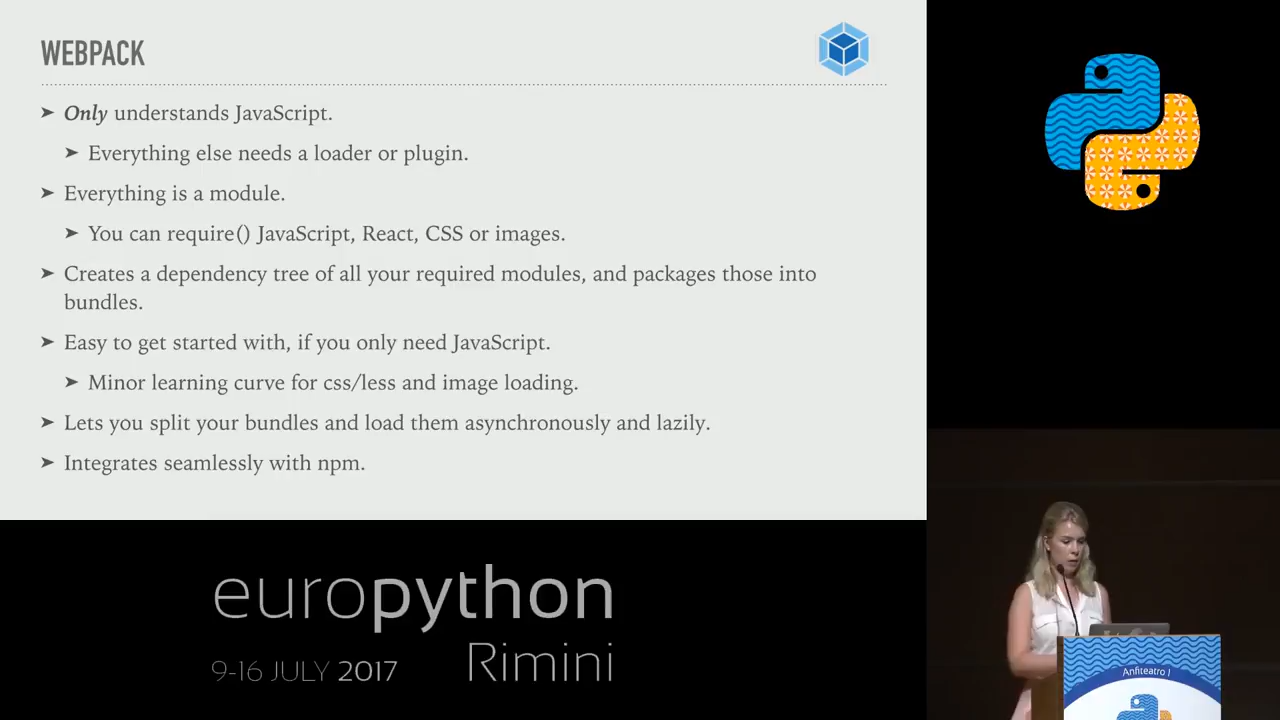 WEBPACK
➤ Only understands JavaScript.
➤ Everything else needs a loader or plugin.
➤ Everything is a module.
➤ You can require() JavaScript, React, CSS or images.
➤ Creates a dependency tree of all your required modules, and packages those into
bundles.
➤ Easy to get started with, if you only need JavaScript.
➤ Minor learning curve for css/less and image loading.
➤ Lets you split your bundles and load them asynchronously and lazily.
➤ Integrates seamlessly with npm.
europython
9-16 JULY 2017 Rimini
Anfiteatro 1